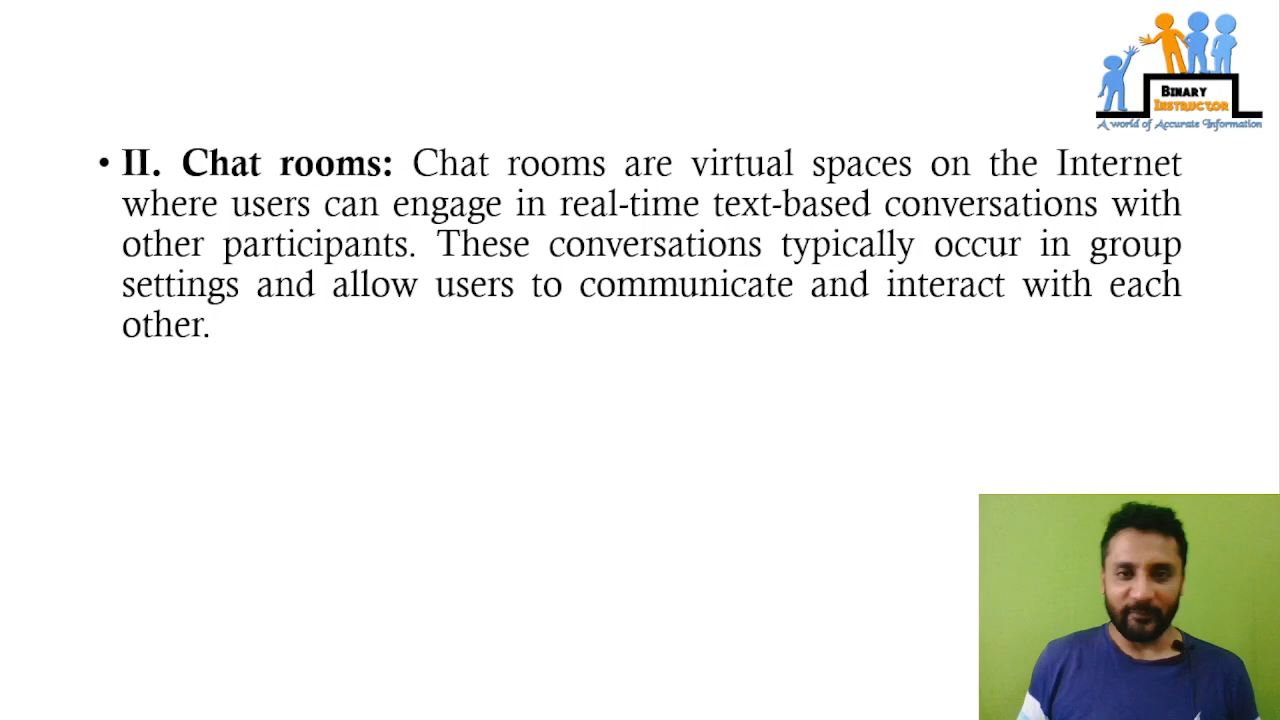 BINARY
INSTRUCTOR
A world of Accurate Information
• II. Chat rooms: Chat rooms are virtual spaces on the Internet
where users can engage in real-time text-based conversations with
other participants. These conversations typically occur in group
settings and allow users to communicate and interact with each
other.